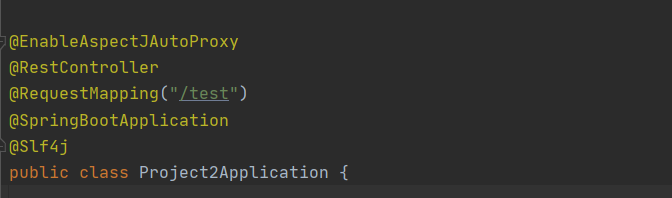 @EnableAspectJAutoProxy
@RestController
@RequestMapping("/test")
@SpringBootApplication
@Slf4j
public class Project2Application {